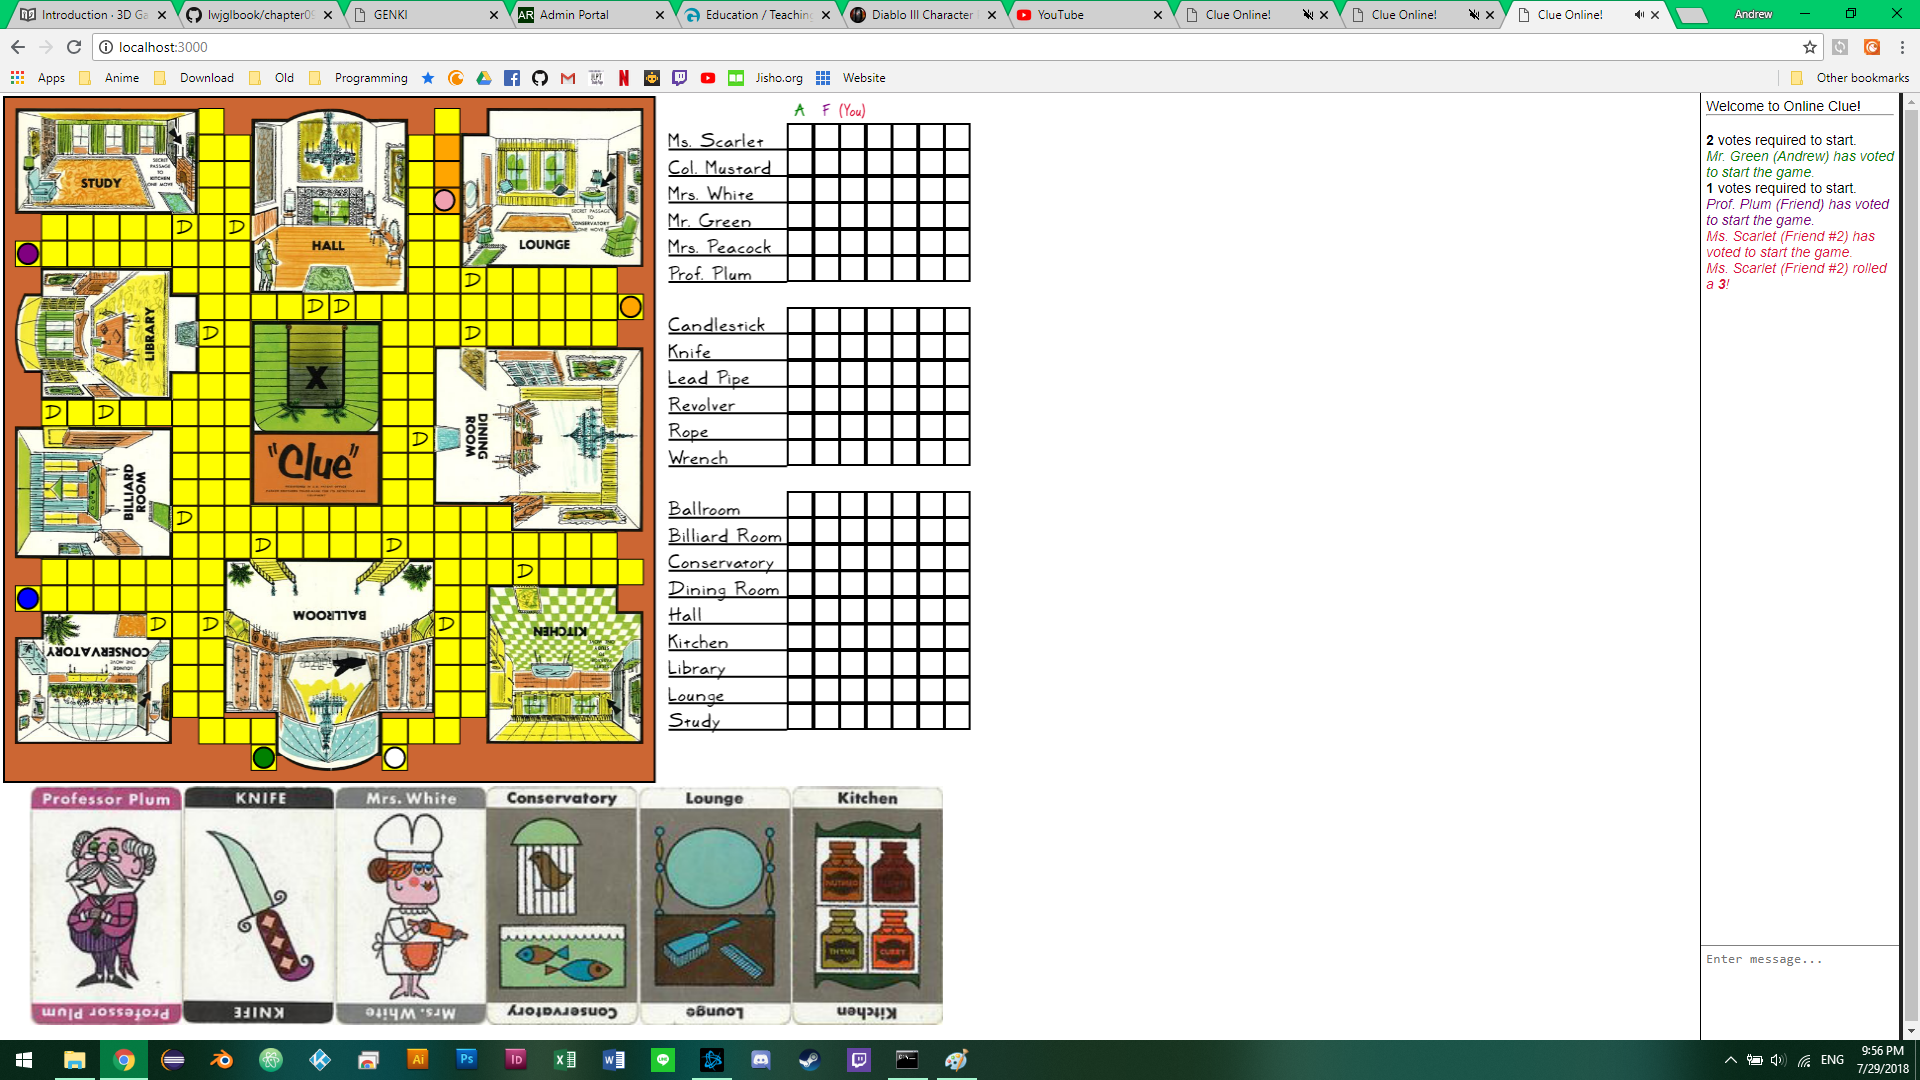 Introduction · 3D Ga
lwjglbook/chapter09
GENKI
Admin Portal
Education / Teaching
Diablo III Character
YouTube
Clue Online!
Clue Online!
Clue Online!
Andrew
localhost:3000
Apps
Anime
Download
Old
Programming
Jisho.org
Website
Other bookmarks
STUDY
SECRET
PASSAGE
TO
KITCHEN
ONE MOVE
HALL
LOUNGE
SECRET PASSAGE
TO
CONSERVATORY
ONE MOVE
D
D
D
D
D
LIBRARY
D
D
X
D
D
DINING
ROOM
D
"Clue"
BILLIARD
ROOM
D
D
D
D
BALLROOM
KITCHEN
D
D
D
CONSERVATORY
A F (You)
Ms. Scarlet
Col. Mustard
Mrs. White
Mr. Green
Mrs. Peacock
Prof. Plum
Candlestick
Knife
Lead Pipe
Revolver
Rope
Wrench
Ballroom
Billiard Room
Conservatory
Dining Room
Hall
Kitchen
Library
Lounge
Study
Welcome to Online Clue!
2 votes required to start.
Mr. Green (Andrew) has voted
to start the game.
1 votes required to start.
Prof. Plum (Friend) has voted
to start the game.
Ms. Scarlet (Friend #2) has
voted to start the game.
Ms. Scarlet (Friend #2) rolled
a 3!
Enter message...
Professor Plum
KNIFE
Mrs. White
Conservatory
Lounge
Kitchen
NUTMEG
THYME
CURRY
Professor Plum
KNIFE
Mrs. White
Conservatory
Lounge
Kitchen
Ai
Ps
Id
ENG
9:56 PM
7/29/2018